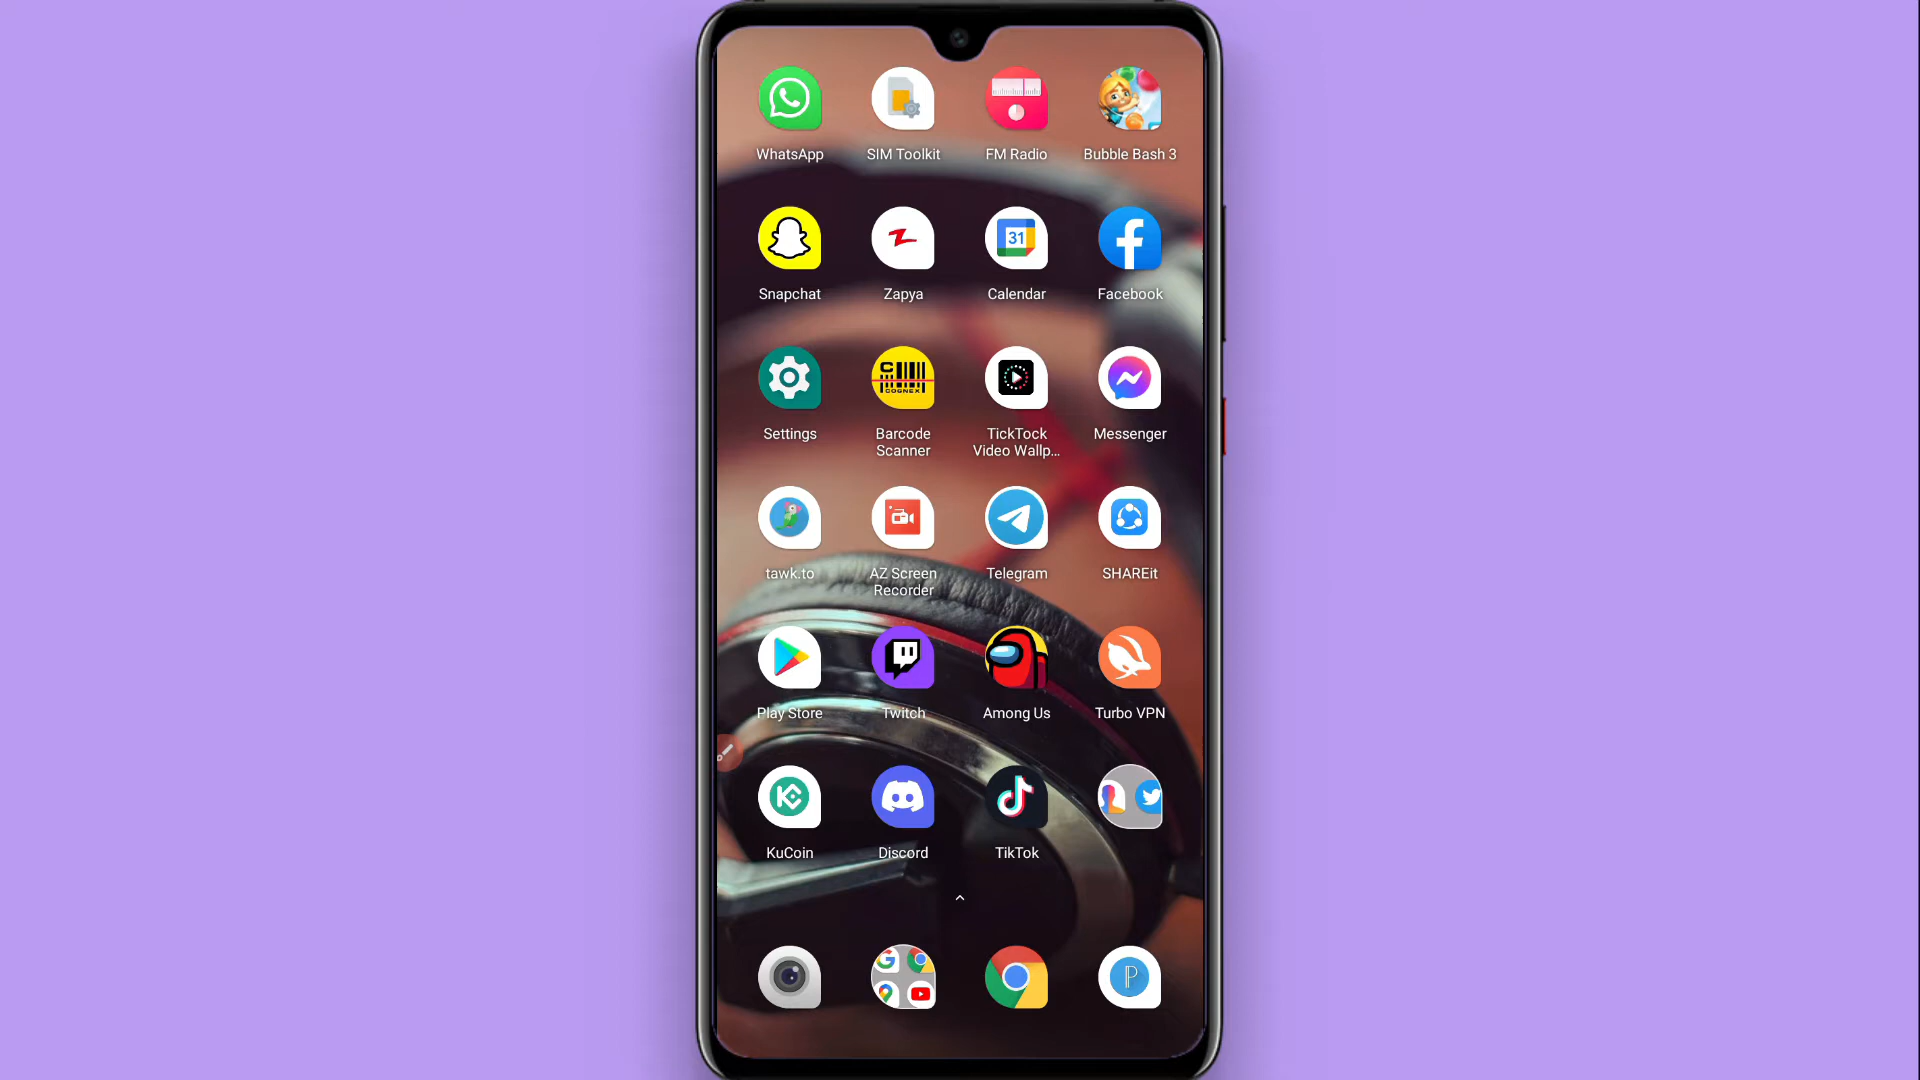 WhatsApp SIM Toolkit FM Radio Bubble Bash 3
31
Snapchat Zapya Calendar Facebook
C
COGNEX
Settings Barcode Scanner TickTock Video Wallp... Messenger
tawk.to AZ Screen Recorder Telegram SHAREit
Play Store Twitch Among Us Turbo VPN
KuCoin Discord TikTok